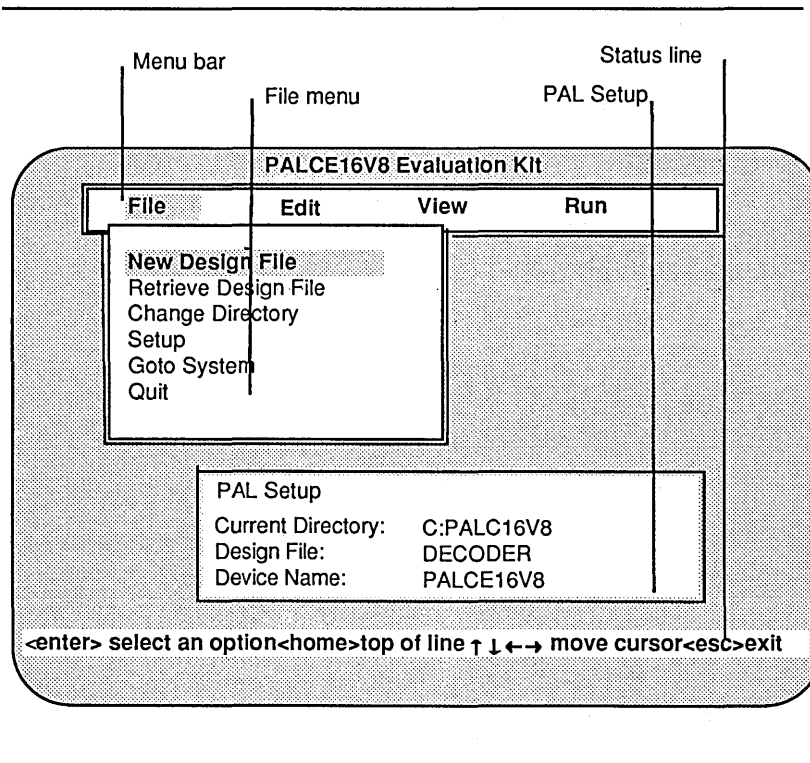 Menu bar
Status line
File menu
PAL Setup
PALCE16V8 Evaluation Kit
File Edit View Run
New Design File
Retrieve Design File
Change Directory
Setup
Goto System
Quit
PAL Setup
Current Directory: C:PALC16V8
Design File: DECODER
Device Name: PALCE16V8
<enter> select an option<home>top of line ↑ ↓ ←→ move cursor<esc>exit